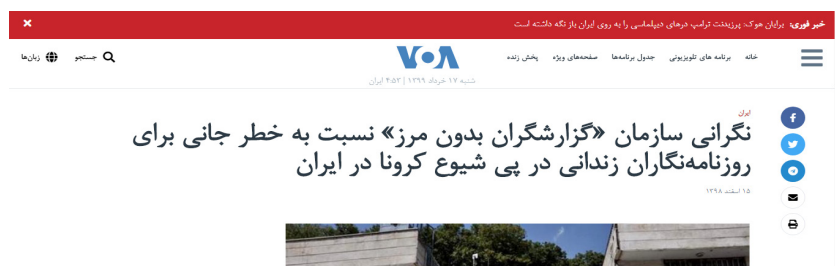 خبر فوری: برایان هوک: پرزیدنت ترامپ درهای دیپلماسی را به روی ایران باز نگه داشته است
خانه برنامه های تلویزیونی جدول برنامه‌ها صفحه‌های ویژه پخش زنده VOA جستجو زبان‌ها
شنبه ۱۷ خرداد ۱۳۹۹ | ۴:۵۳ ایران
ایران
نگرانی سازمان «گزارشگران بدون مرز» نسبت به خطر جانی برای
روزنامه‌نگاران زندانی در پی شیوع کرونا در ایران
۱۵ اسفند ۱۳۹۸